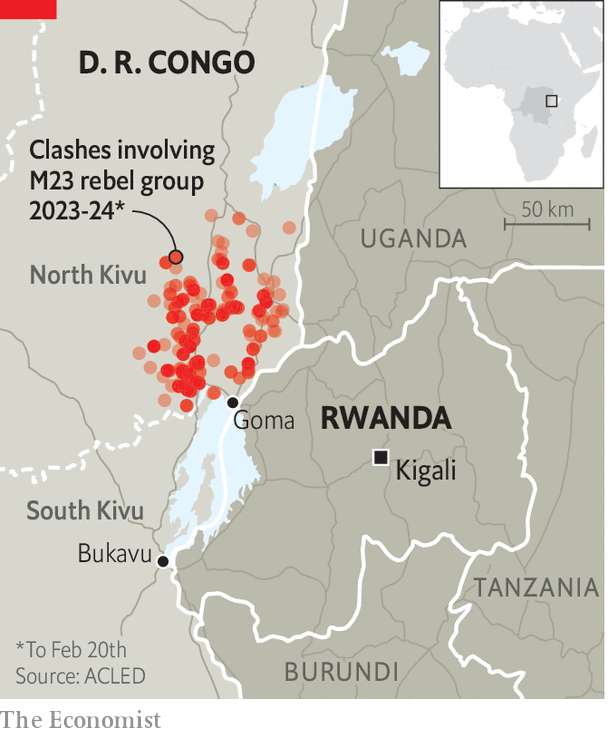 D. R. CONGO
Clashes involving
M23 rebel group
2023-24*
50 km
UGANDA
North Kivu
Goma
RWANDA
Kigali
South Kivu
Bukavu
TANZANIA
*To Feb 20th
Source: ACLED
BURUNDI
The Economist